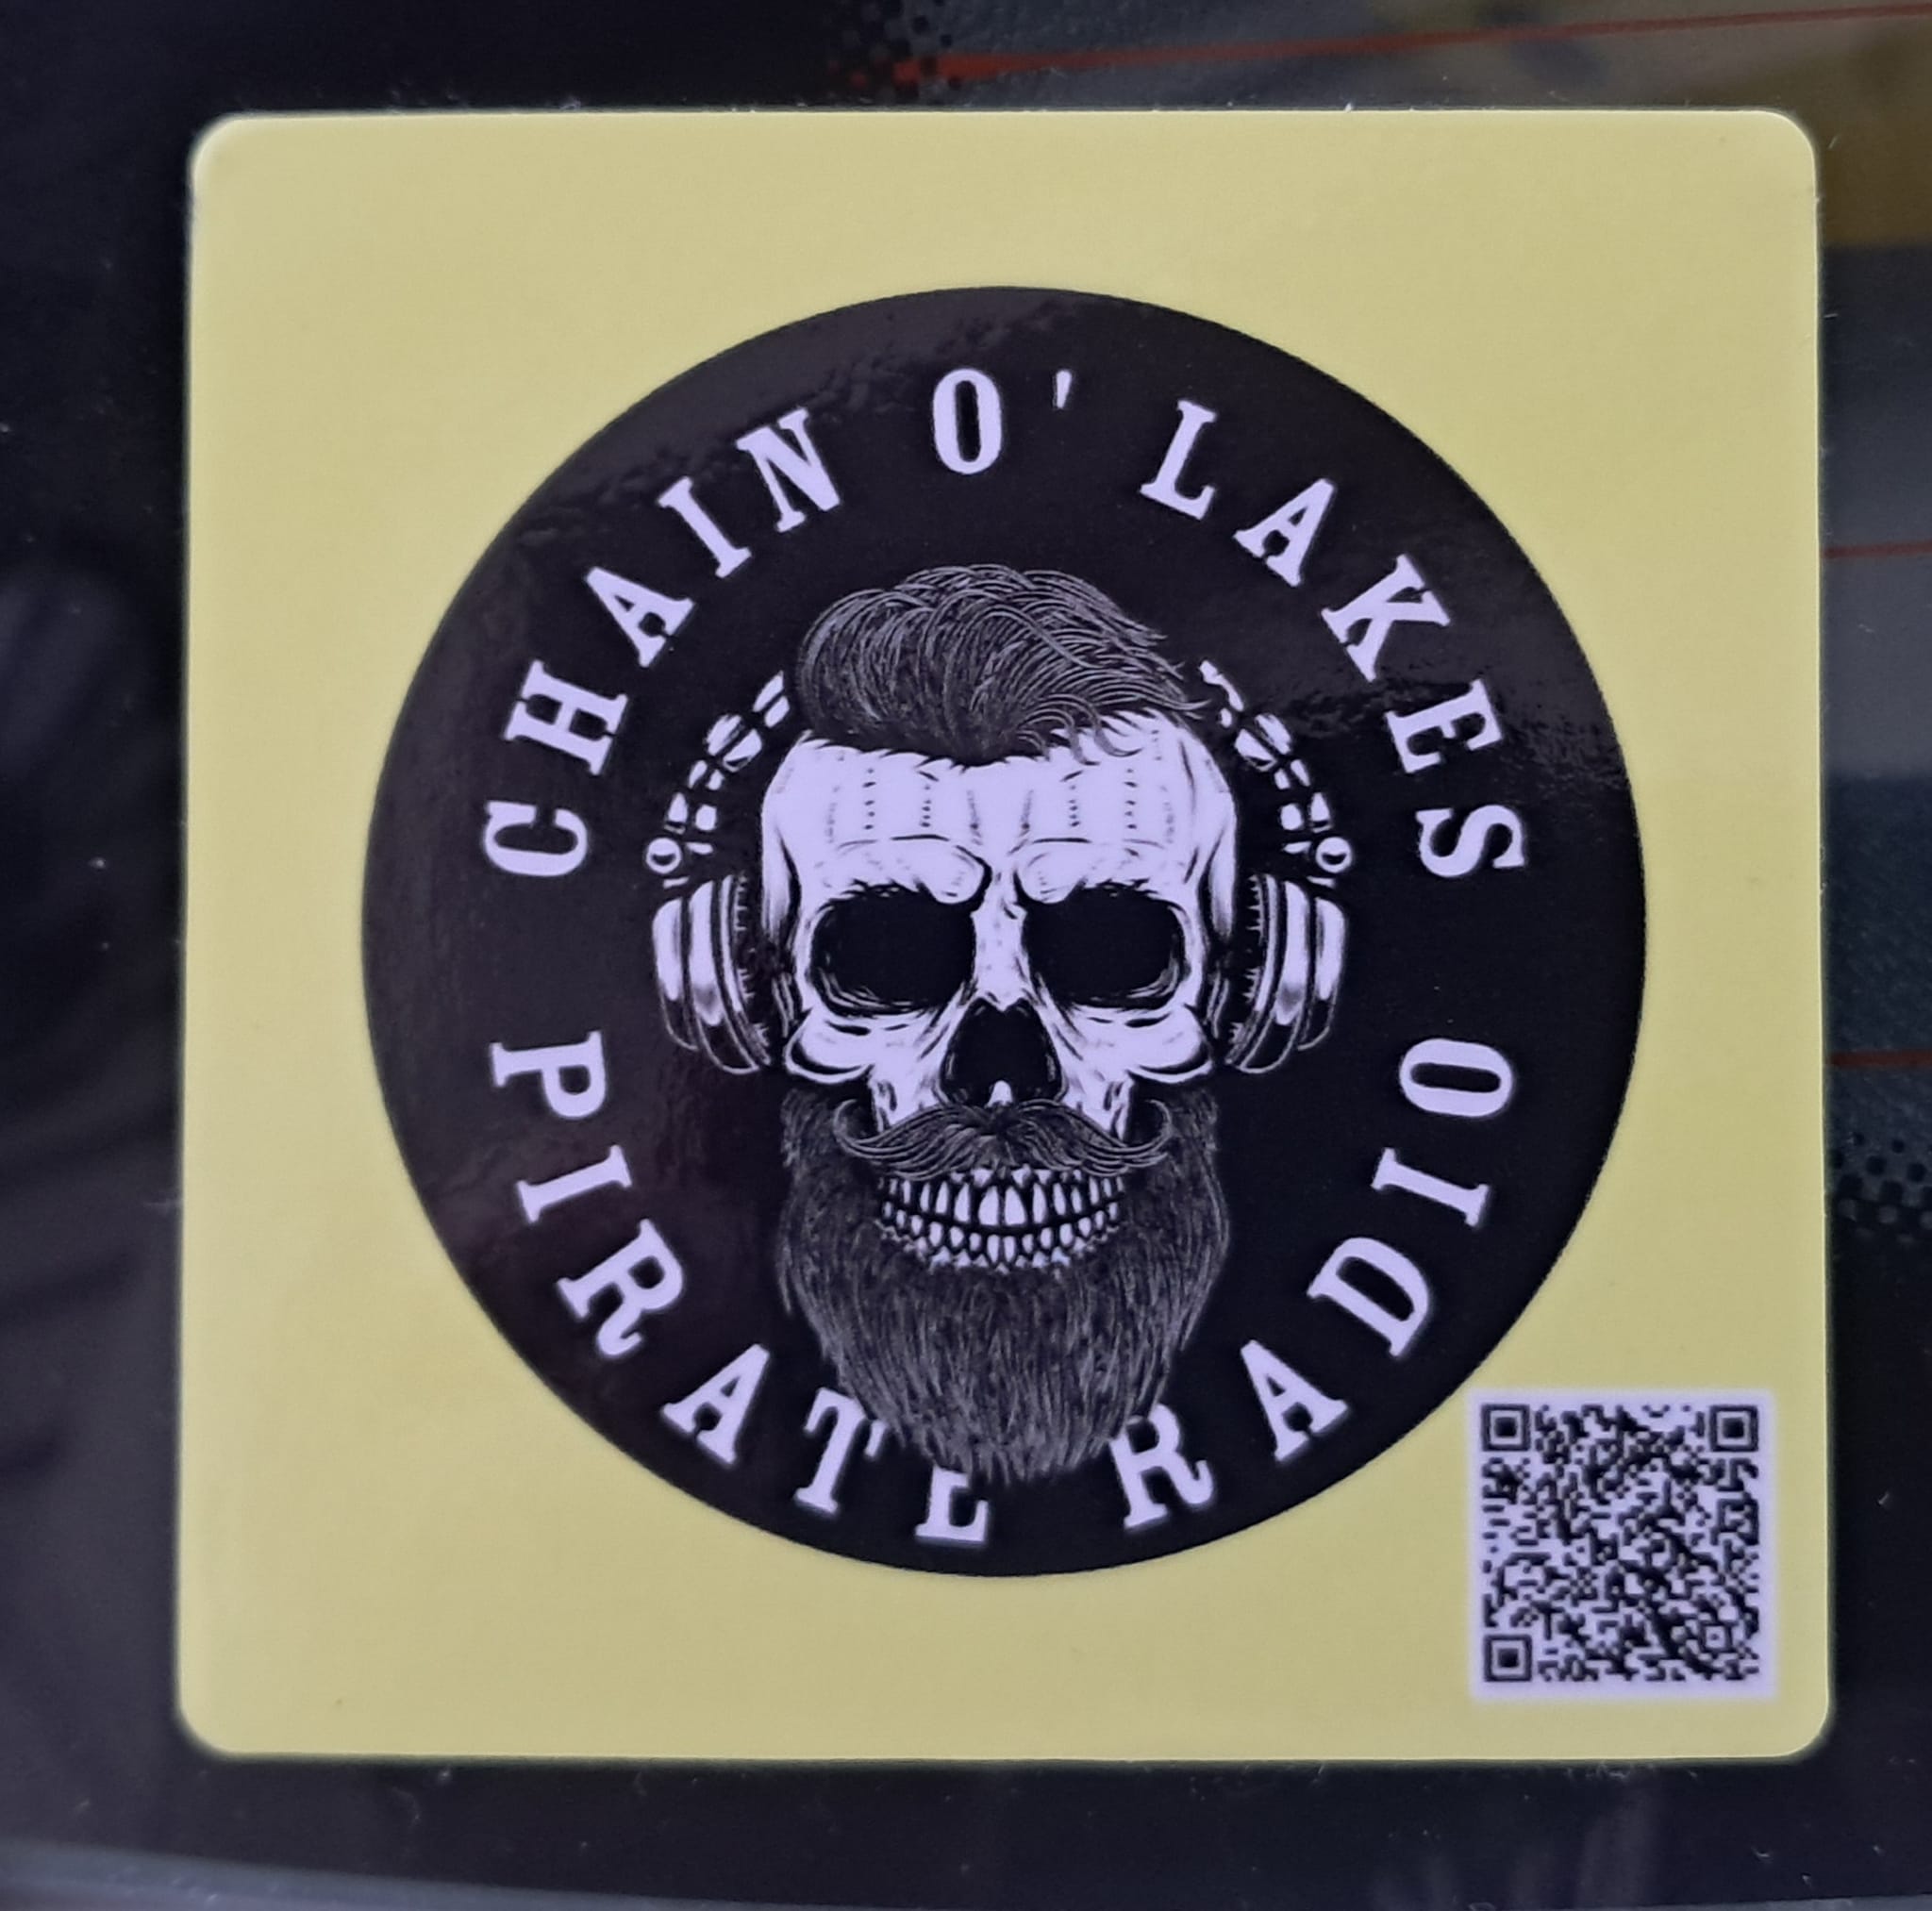 CHAIN O' LAKES
PIRATE RADIO